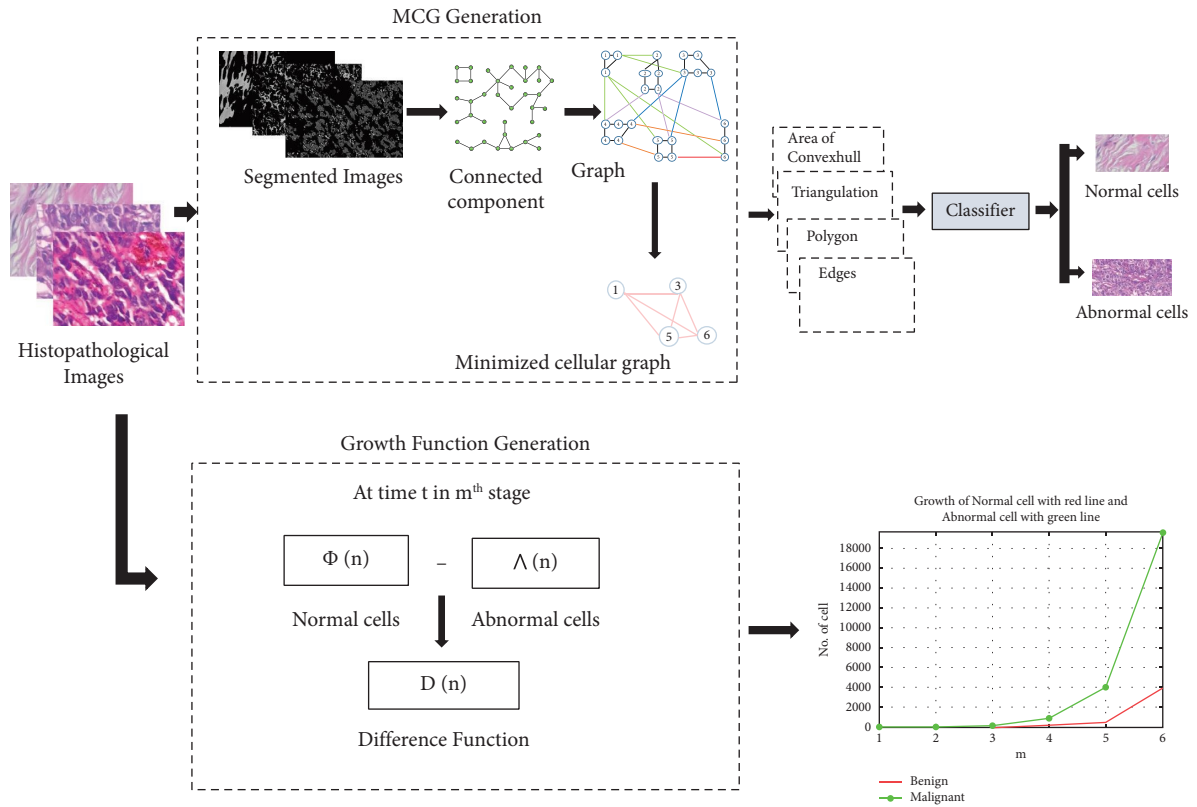 MCG Generation
Segmented Images
Connected
component
Graph
1
3
5
6
Minimized cellular graph
Histopathological
Images
Area of
Convexhull
Triangulation
Polygon
Edges
Classifier
Normal cells
Abnormal cells
Growth Function Generation
At time t in mth stage
Φ (n)
–
Λ (n)
Normal cells
Abnormal cells
D (n)
Difference Function
Growth of Normal cell with red line and
Abnormal cell with green line
No. of cell
18000
16000
14000
12000
10000
8000
6000
4000
2000
0
1 2 3 4 5 6
m
Benign
Malignant